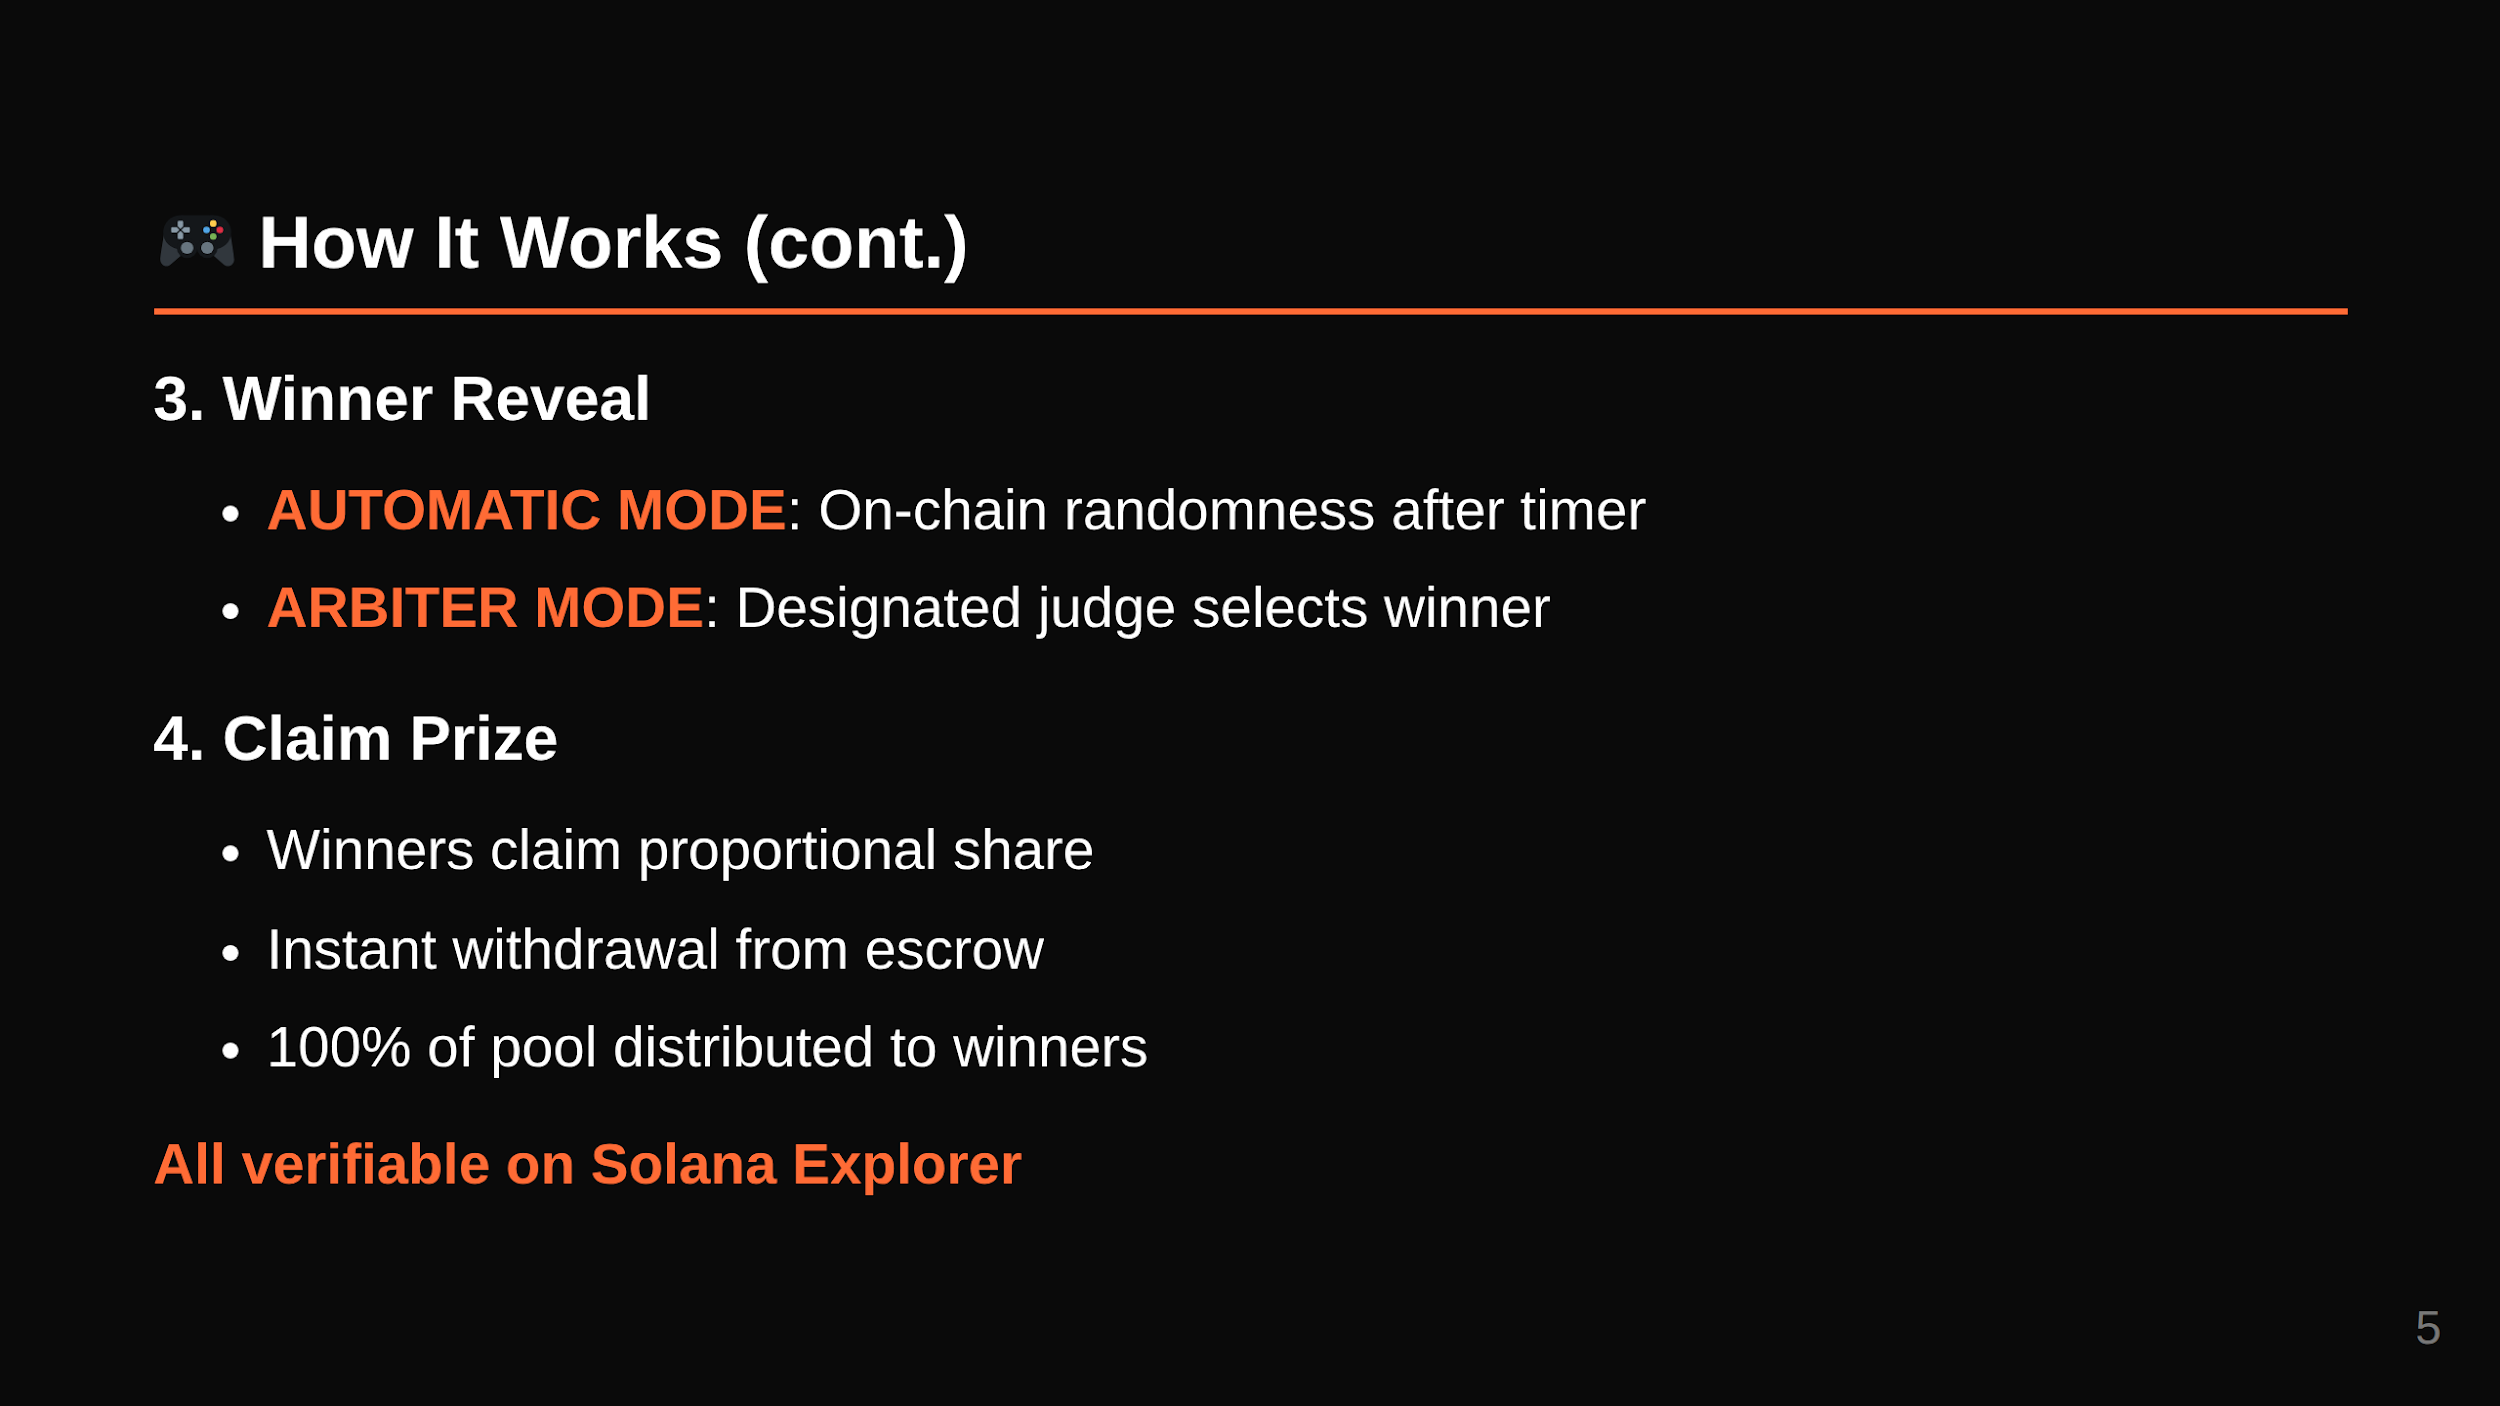 How It Works (cont.)
3. Winner Reveal
• AUTOMATIC MODE: On-chain randomness after timer
• ARBITER MODE: Designated judge selects winner
4. Claim Prize
• Winners claim proportional share
• Instant withdrawal from escrow
• 100% of pool distributed to winners
All verifiable on Solana Explorer
5